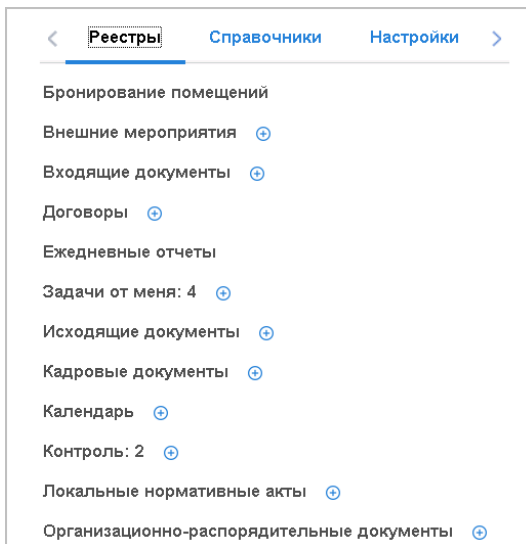 Реестры Справочники Настройки
Бронирование помещений
Внешние мероприятия
Входящие документы
Договоры
Ежедневные отчеты
Задачи от меня: 4
Исходящие документы
Кадровые документы
Календарь
Контроль: 2
Локальные нормативные акты
Организационно-распорядительные документы